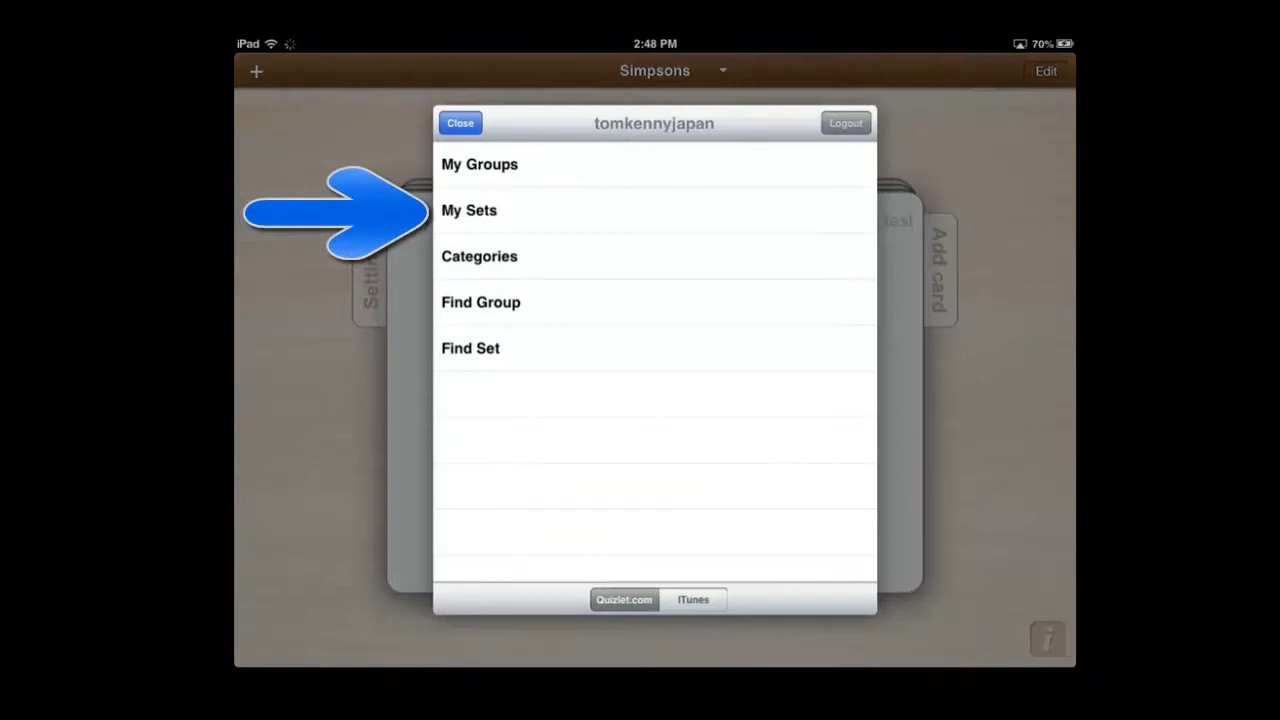 iPad
2:48 PM
70%
+
Simpsons
Edit
Close
tomkennyjapan
Logout
My Groups
My Sets
Categories
Find Group
Find Set
Add card
Quizlet.com
iTunes
i